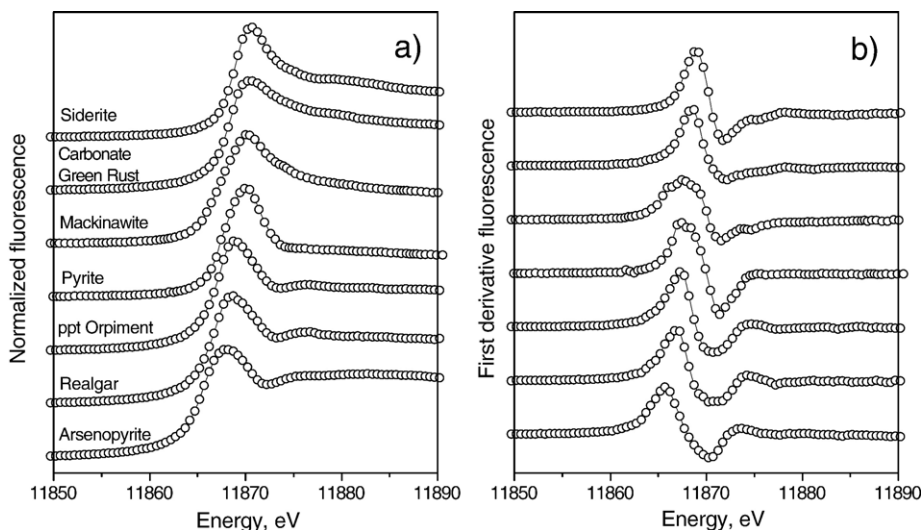 a)
Normalized fluorescence
Siderite
Carbonate
Green Rust
Mackinawite
Pyrite
ppt Orpiment
Realgar
Arsenopyrite
11850 11860 11870 11880 11890
Energy, eV
b)
First derivative fluorescence
11850 11860 11870 11880 11890
Energy, eV